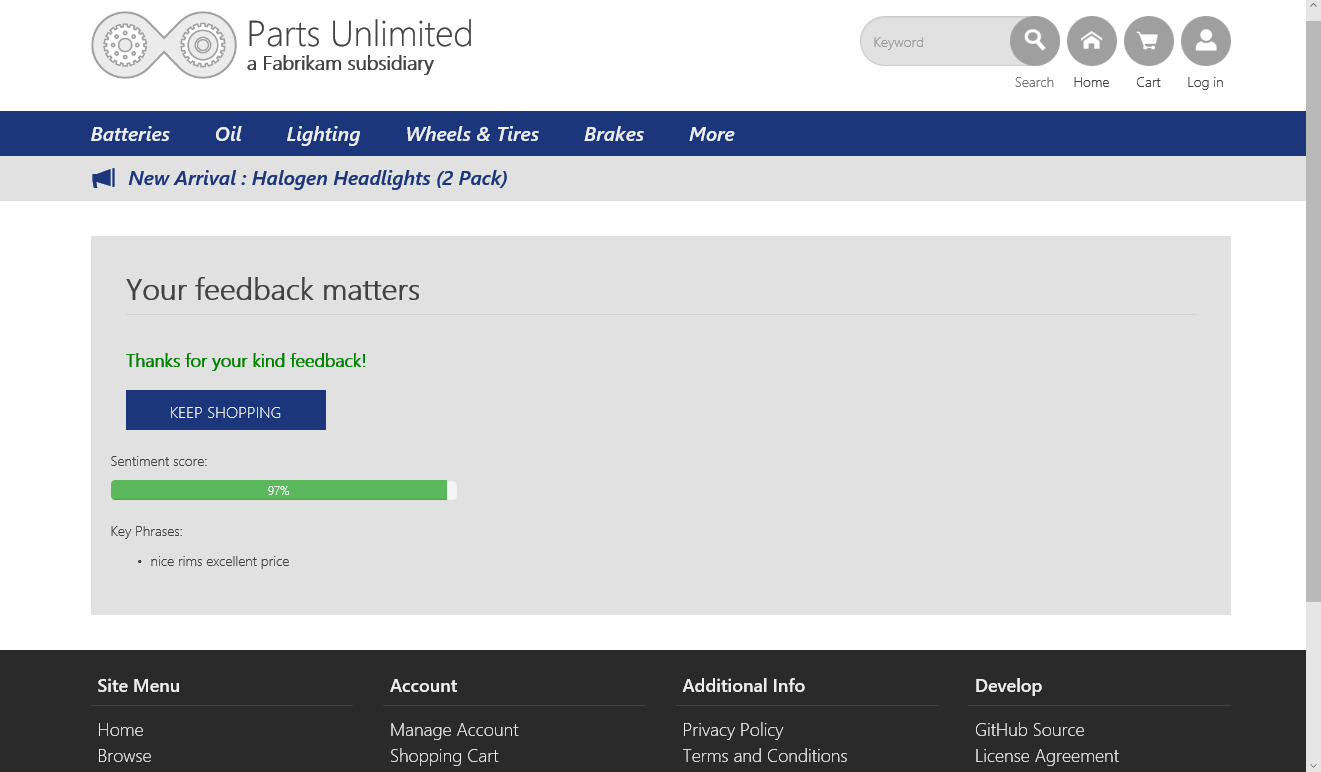 Parts Unlimited
a Fabrikam subsidiary
Keyword
Search Home Cart Log in
Batteries Oil Lighting Wheels & Tires Brakes More
New Arrival : Halogen Headlights (2 Pack)
Your feedback matters
Thanks for your kind feedback!
KEEP SHOPPING
Sentiment score:
97%
Key Phrases:
• nice rims excellent price
Site Menu Account Additional Info Develop
Home Manage Account Privacy Policy GitHub Source
Browse Shopping Cart Terms and Conditions License Agreement